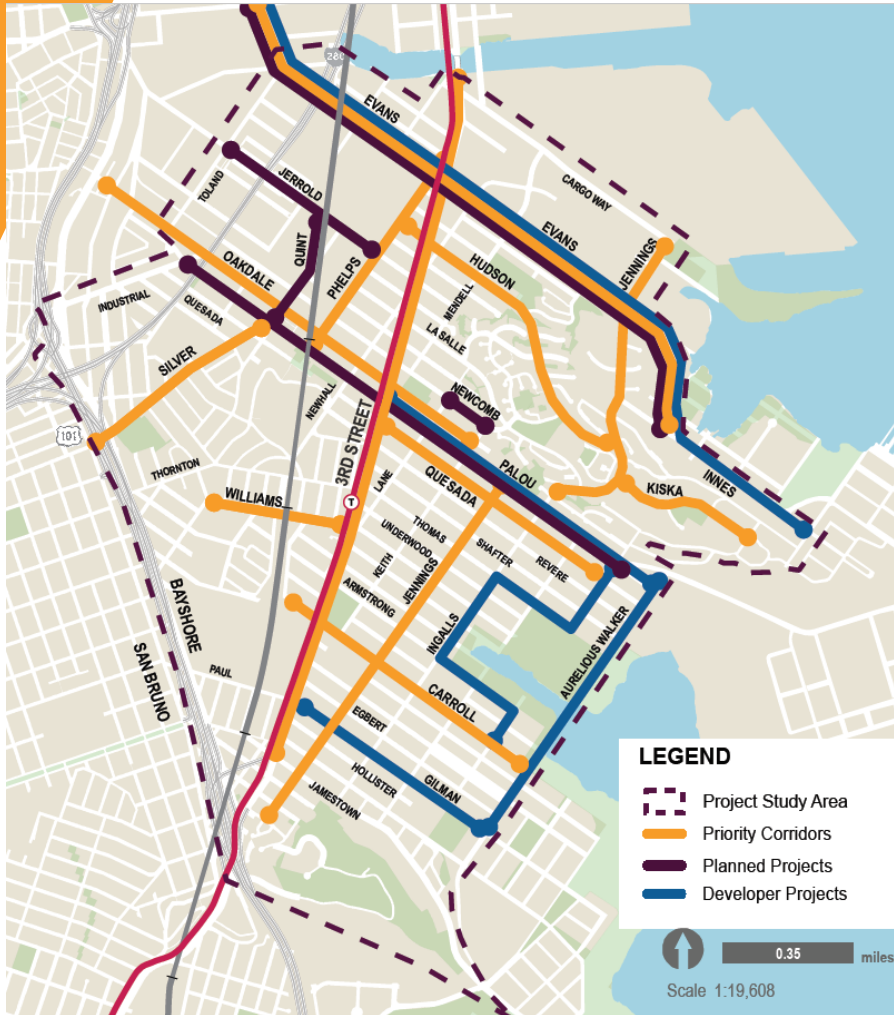 280
EVANS
CARGO WAY
TOLAND
JERROLD
EVANS
JENNINGS
QUINT
OAKDALE
PHELPS
HUDSON
MENDELL
INDUSTRIAL
QUESADA
LA SALLE
SILVER
NEWHALL
NEWCOMB
3RD STREET
101
PALOU
INNES
THORNTON
LANE
QUESADA
KISKA
WILLIAMS
T
THOMAS
UNDERWOOD
SHAFTER
REVERE
KEITH
JENNINGS
ARMSTRONG
BAYSHORE
INGALLS
AURELIOUS WALKER
SAN BRUNO
PAUL
CARROLL
EGBERT
HOLLISTER
GILMAN
JAMESTOWN
LEGEND
Project Study Area
Priority Corridors
Planned Projects
Developer Projects
0.35 miles
Scale 1:19,608